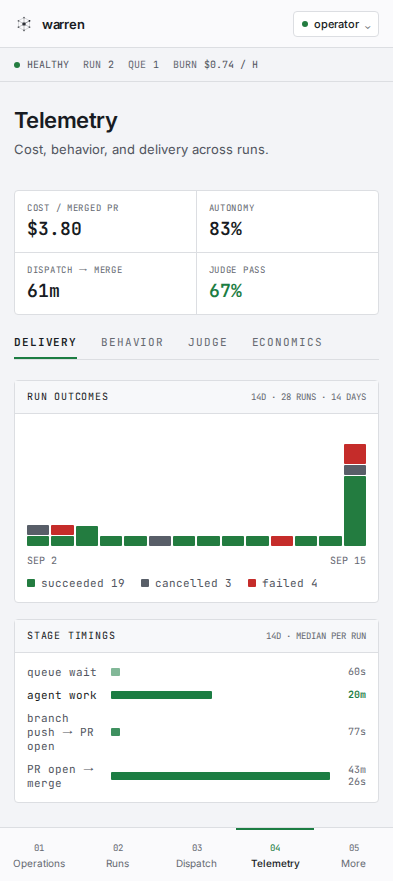 warren
operator
HEALTHY RUN 2 QUE 1 BURN $0.74 / H
Telemetry
Cost, behavior, and delivery across runs.
COST / MERGED PR
$3.80
AUTONOMY
83%
DISPATCH → MERGE
61m
JUDGE PASS
67%
DELIVERY BEHAVIOR JUDGE ECONOMICS
RUN OUTCOMES 14D · 28 RUNS · 14 DAYS
SEP 2 SEP 15
succeeded 19 cancelled 3 failed 4
STAGE TIMINGS 14D · MEDIAN PER RUN
queue wait 60s
agent work 20m
branch
push → PR 77s
open
PR open → 43m
merge 26s
01 02 03 04 05
Operations Runs Dispatch Telemetry More